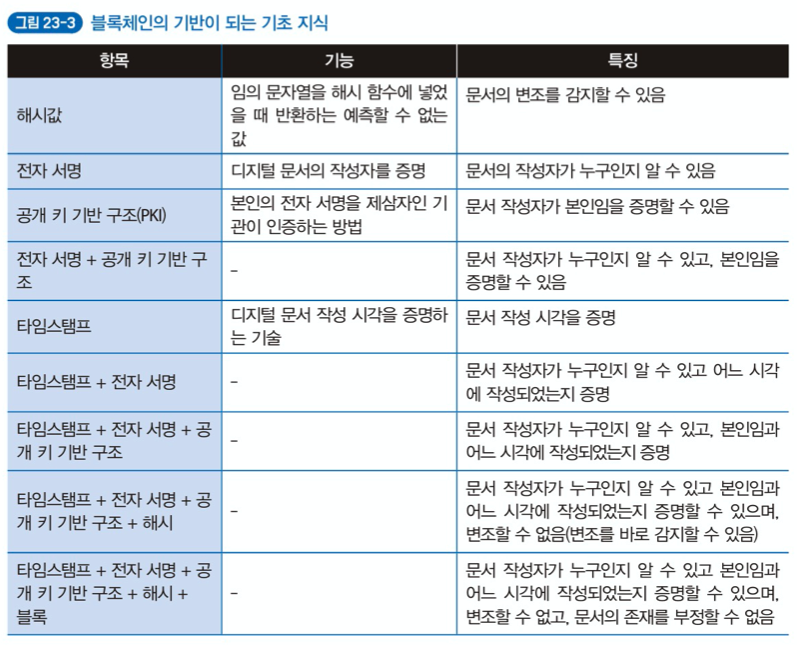 그림 23-3 블록체인의 기반이 되는 기초 지식
항목 기능 특징
해시값
임의 문자열을 해시 함수에 넣었
을 때 반환하는 예측할 수 없는
값
문서의 변조를 감지할 수 있음
전자 서명
디지털 문서의 작성자를 증명
문서의 작성자가 누구인지 알 수 있음
공개 키 기반 구조(PKI)
본인의 전자 서명을 제삼자인 기
관이 인증하는 방법
문서 작성자가 본인임을 증명할 수 있음
전자 서명 + 공개 키 기반 구
조
–
문서 작성자가 누구인지 알 수 있고, 본인임을
증명할 수 있음
타임스탬프
디지털 문서 작성 시각을 증명하
는 기술
문서 작성 시각을 증명
타임스탬프 + 전자 서명
–
문서 작성자가 누구인지 알 수 있고 어느 시각
에 작성되었는지 증명
타임스탬프 + 전자 서명 + 공
개 키 기반 구조
–
문서 작성자가 누구인지 알 수 있고, 본인임과
어느 시각에 작성되었는지 증명
타임스탬프 + 전자 서명 + 공
개 키 기반 구조 + 해시
–
문서 작성자가 누구인지 알 수 있고 본인임과
어느 시각에 작성되었는지 증명할 수 있으며,
변조할 수 없음(변조를 바로 감지할 수 있음)
타임스탬프 + 전자 서명 + 공
개 키 기반 구조 + 해시 +
블록
–
문서 작성자가 누구인지 알 수 있고 본인임과
어느 시각에 작성되었는지 증명할 수 있으며,
변조할 수 없고, 문서의 존재를 부정할 수 없음